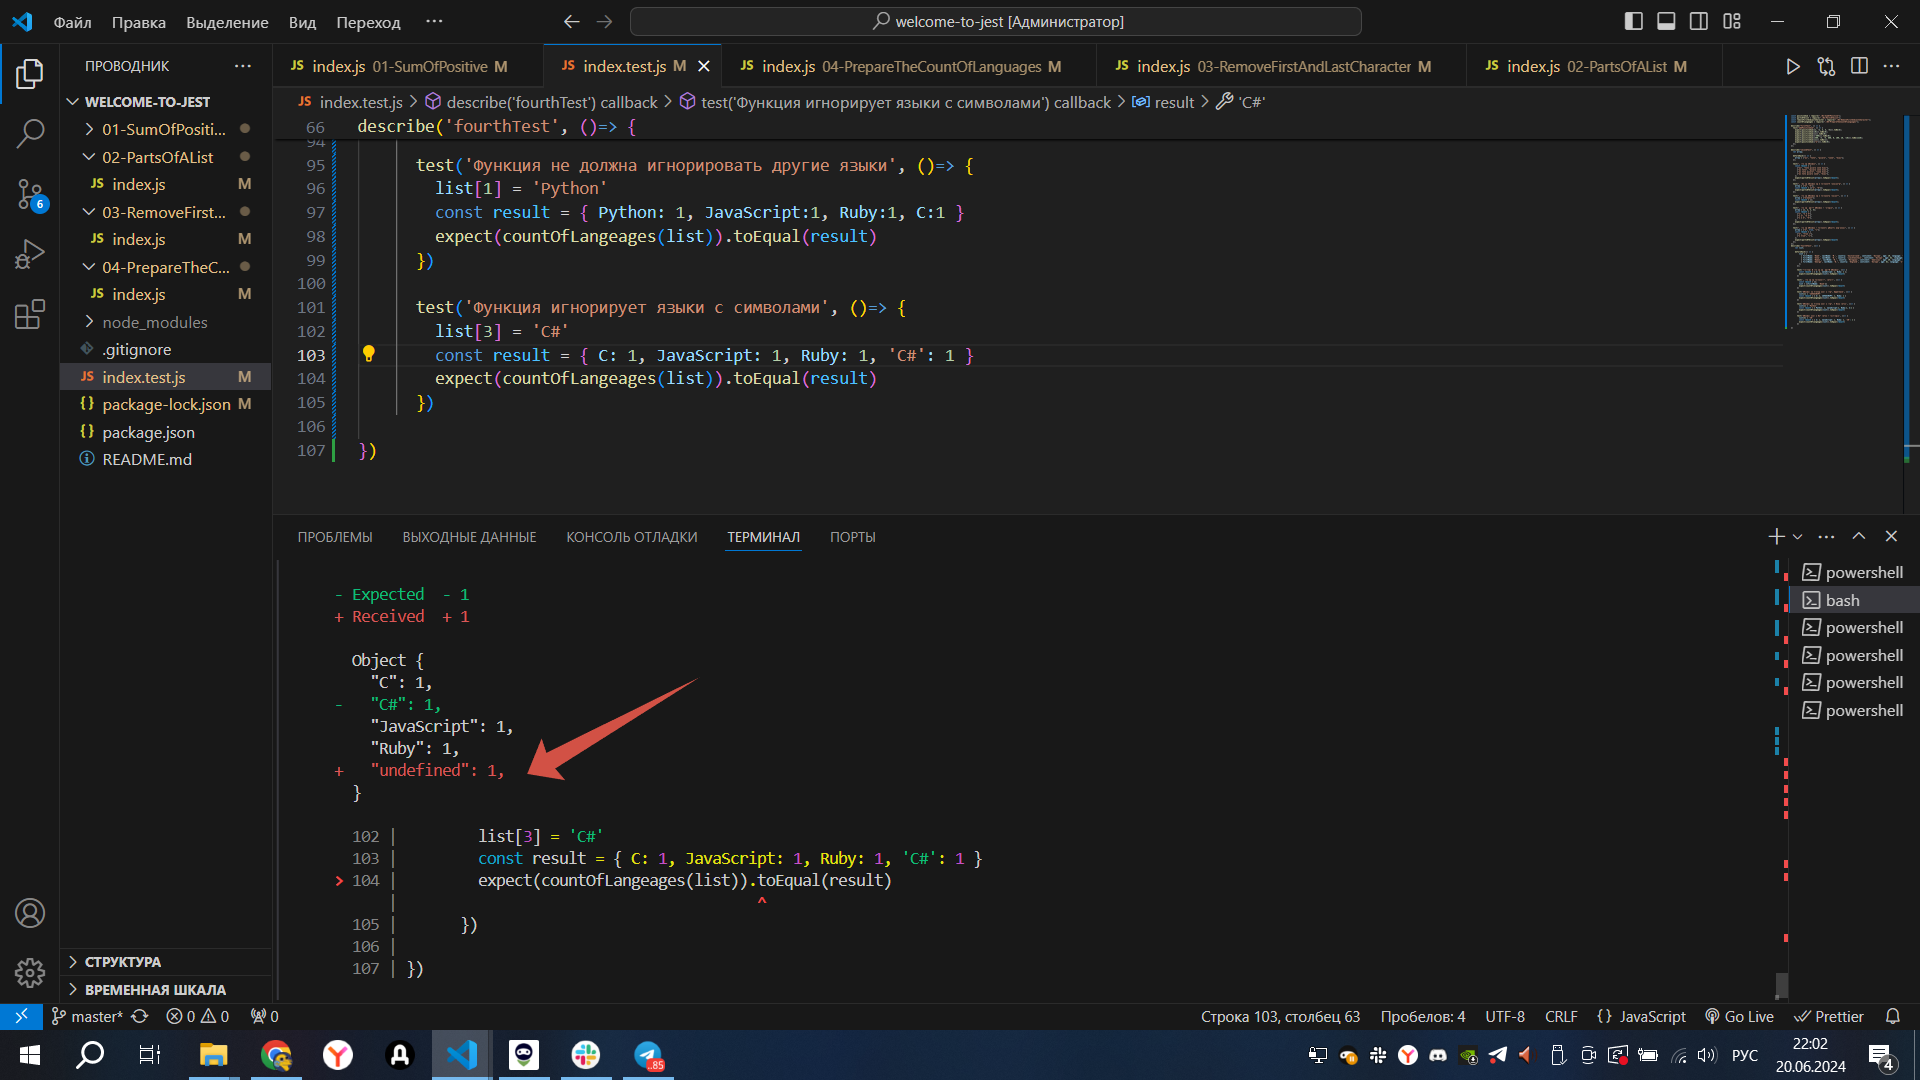 Файл Правка Выделение Вид Переход ··· welcome-to-jest [Администратор]
ПРОВОДНИК ···
index.js 01-SumOfPositive M
index.test.js M
index.js 04-PrepareTheCountOfLanguages M
index.js 03-RemoveFirstAndLastCharacter M
index.js 02-PartsOfAList M
WELCOME-TO-JEST
01-SumOfPositi...
02-PartsOfAList
JS index.js M
03-RemoveFirst...
JS index.js M
04-PrepareTheC...
JS index.js M
node_modules
.gitignore
JS index.test.js M
{} package-lock.json M
{} package.json
README.md
СТРУКТУРА
ВРЕМЕННАЯ ШКАЛА
6
JS index.test.js > describe('fourthTest') callback > test('Функция игнорирует языки с символами') callback > result > 'C#'
66 describe('fourthTest', ()=> {
94
95 test('Функция не должна игнорировать другие языки', ()=> {
96 list[1] = 'Python'
97 const result = { Python: 1, JavaScript:1, Ruby:1, C:1 }
98 expect(countOfLangeages(list)).toEqual(result)
99 })
100
101 test('Функция игнорирует языки с символами', ()=> {
102 list[3] = 'C#'
103 const result = { C: 1, JavaScript: 1, Ruby: 1, 'C#': 1 }
104 expect(countOfLangeages(list)).toEqual(result)
105 })
106
107 })
ПРОБЛЕМЫ ВЫХОДНЫЕ ДАННЫЕ КОНСОЛЬ ОТЛАДКИ ТЕРМИНАЛ ПОРТЫ
- Expected - 1
+ Received + 1
Object {
"C": 1,
- "C#": 1,
"JavaScript": 1,
"Ruby": 1,
+ "undefined": 1,
}
102 | list[3] = 'C#'
103 | const result = { C: 1, JavaScript: 1, Ruby: 1, 'C#': 1 }
> 104 | expect(countOfLangeages(list)).toEqual(result)
| ^
105 | })
106 |
107 | })
powershell
bash
powershell
powershell
powershell
powershell
master* 0 0 0 Строка 103, столбец 63 Пробелов: 4 UTF-8 CRLF {} JavaScript Go Live Prettier
85 РУС 22:02
20.06.2024 4